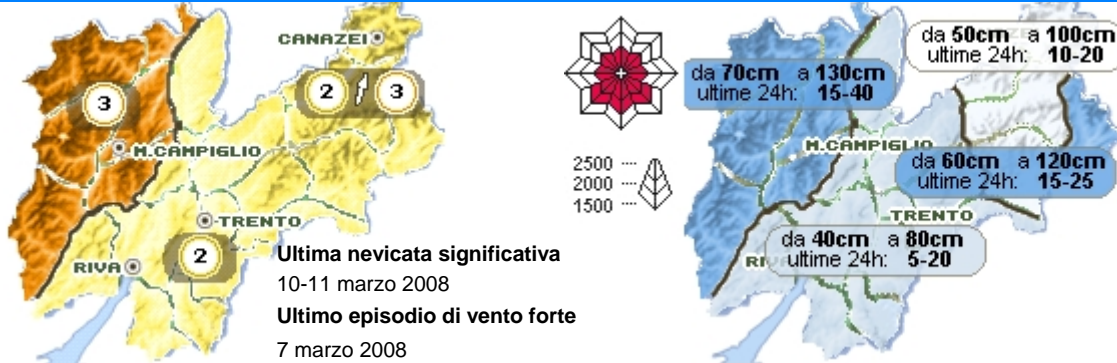 CANAZEI
2 3
3
M.CAMPIGLIO
TRENTO
2
RIVA
Ultima nevicata significativa
10-11 marzo 2008
Ultimo episodio di vento forte
7 marzo 2008
2500
2000
1500
da 50cm a 100cm
ultime 24h: 10-20
da 70cm a 130cm
ultime 24h: 15-40
M.CAMPIGLIO
da 60cm a 120cm
ultime 24h: 15-25
TRENTO
da 40cm a 80cm
ultime 24h: 5-20